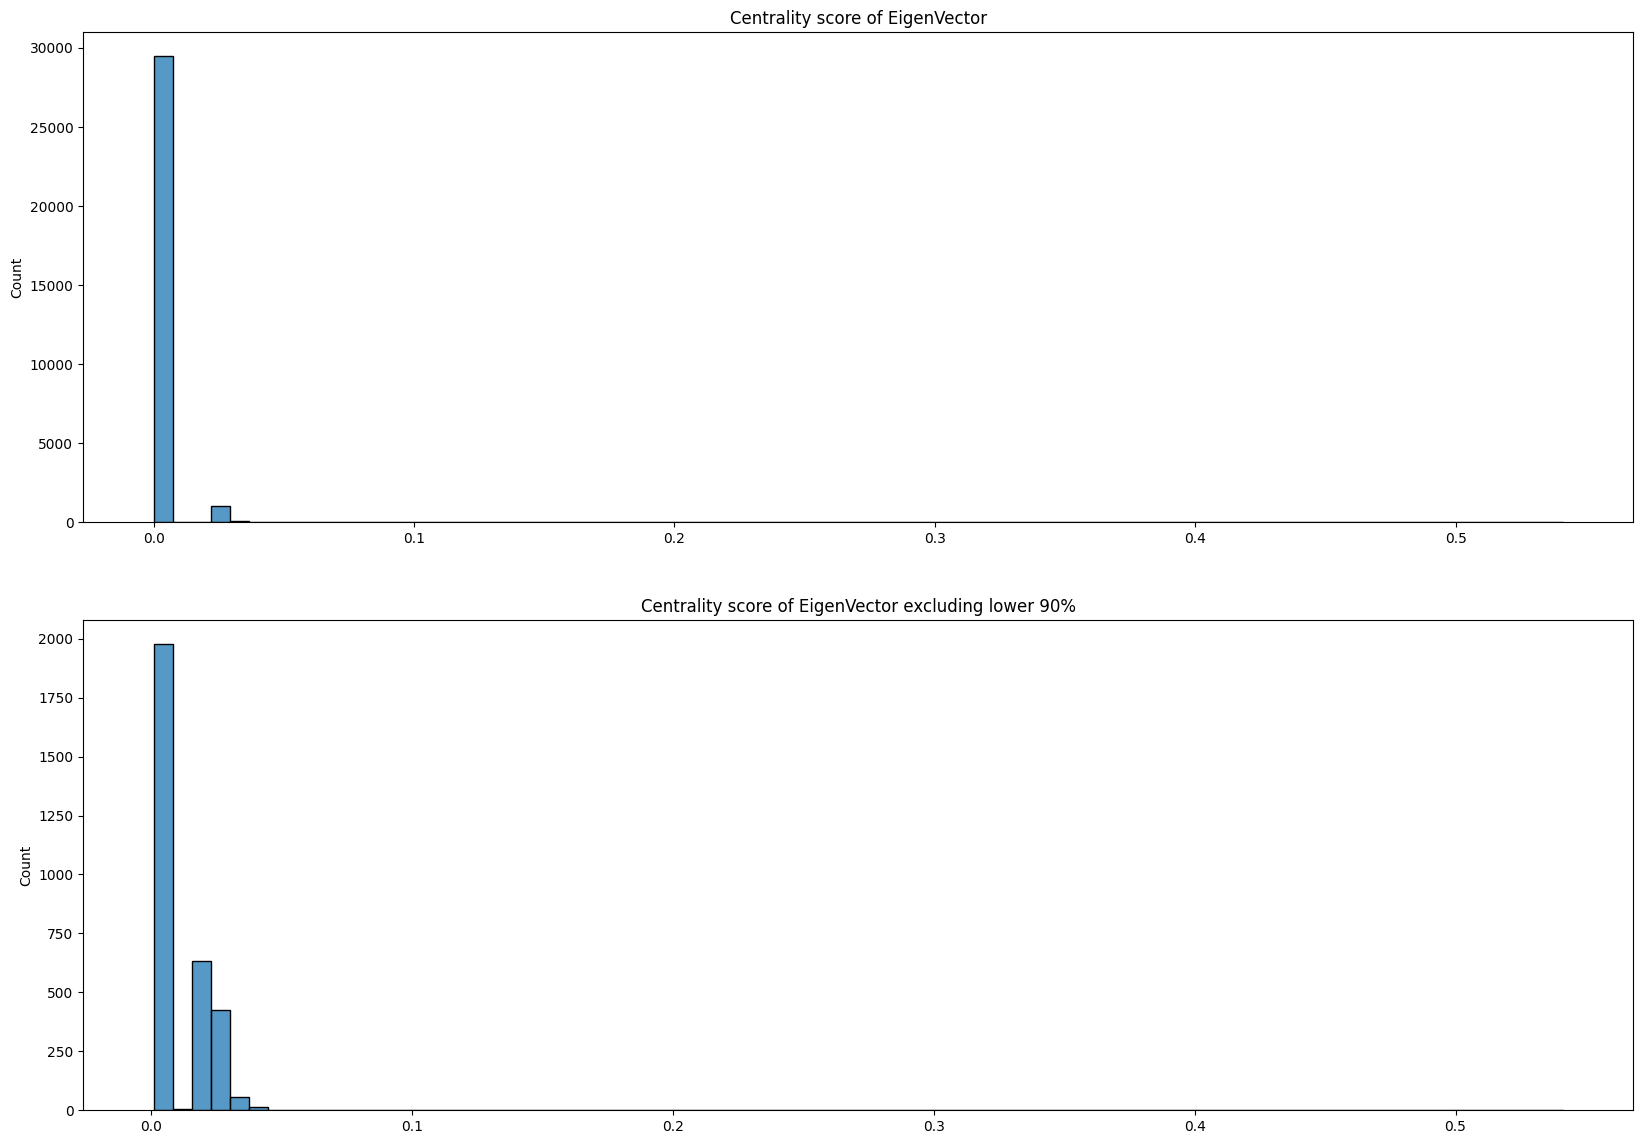 Centrality score of EigenVector
30000
25000
20000
15000
10000
5000
0
Count
0.0 0.1 0.2 0.3 0.4 0.5
Centrality score of EigenVector excluding lower 90%
2000
1750
1500
1250
1000
750
500
250
0
Count
0.0 0.1 0.2 0.3 0.4 0.5